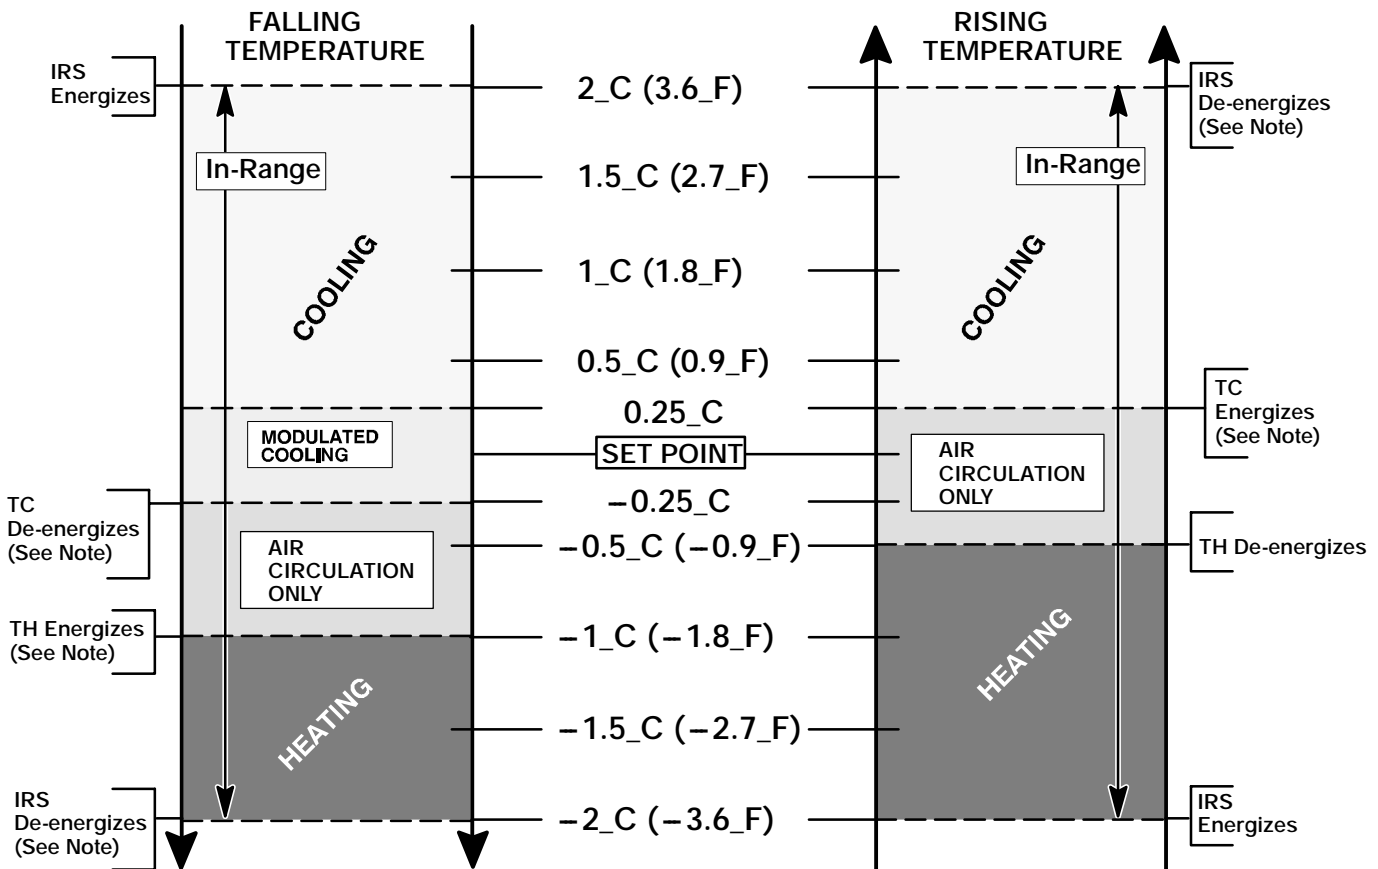 FALLING
TEMPERATURE
RISING
TEMPERATURE
IRS
Energizes
2_C (3.6_F)
IRS
De-energizes
(See Note)
In-Range
1.5_C (2.7_F)
In-Range
COOLING
1_C (1.8_F)
COOLING
0.5_C (0.9_F)
0.25_C
TC
Energizes
(See Note)
MODULATED
COOLING
SET POINT
AIR
CIRCULATION
ONLY
–0.25_C
TC
De-energizes
(See Note)
AIR
CIRCULATION
ONLY
–0.5_C (–0.9_F)
TH De-energizes
TH Energizes
(See Note)
–1_C (–1.8_F)
HEATING
HEATING
–1.5_C (–2.7_F)
IRS
De-energizes
(See Note)
–2_C (–3.6_F)
IRS
Energizes